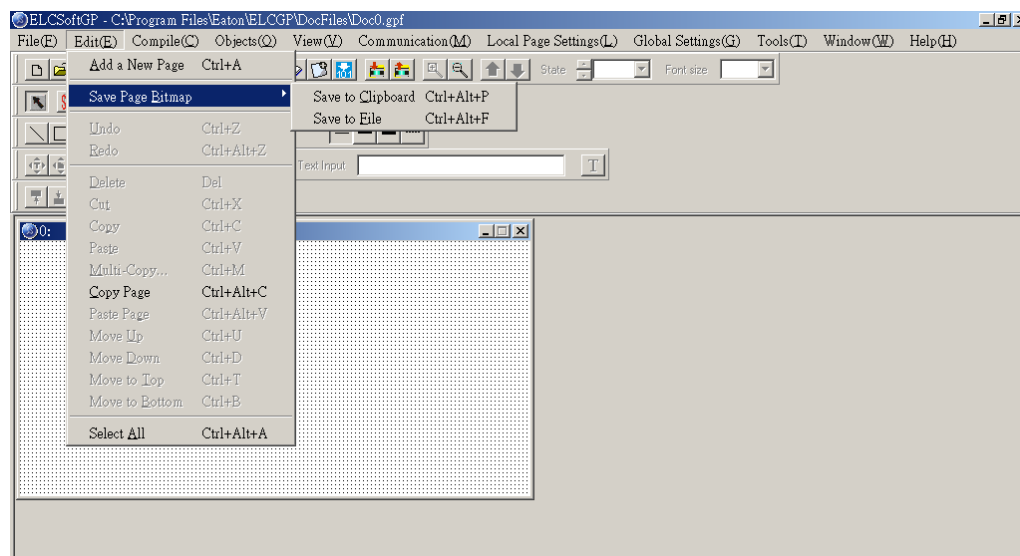 ELCSoftGP - C:\Program Files\Eaton\ELCGP\DocFiles\Doc0.gpf
File(F) Edit(E) Compile(C) Objects(O) View(V) Communication(M) Local Page Settings(L) Global Settings(G) Tools(T) Window(W) Help(H)
Add a New Page Ctrl+A
State Font size
Save Page Bitmap
Save to Clipboard Ctrl+Alt+P
Save to File Ctrl+Alt+F
Undo Ctrl+Z
Redo Ctrl+Alt+Z
Text Input T
Delete Del
Cut Ctrl+X
Copy Ctrl+C
0:
Paste Ctrl+V
Multi-Copy... Ctrl+M
Copy Page Ctrl+Alt+C
Paste Page Ctrl+Alt+V
Move Up Ctrl+U
Move Down Ctrl+D
Move to Top Ctrl+T
Move to Bottom Ctrl+B
Select All Ctrl+Alt+A